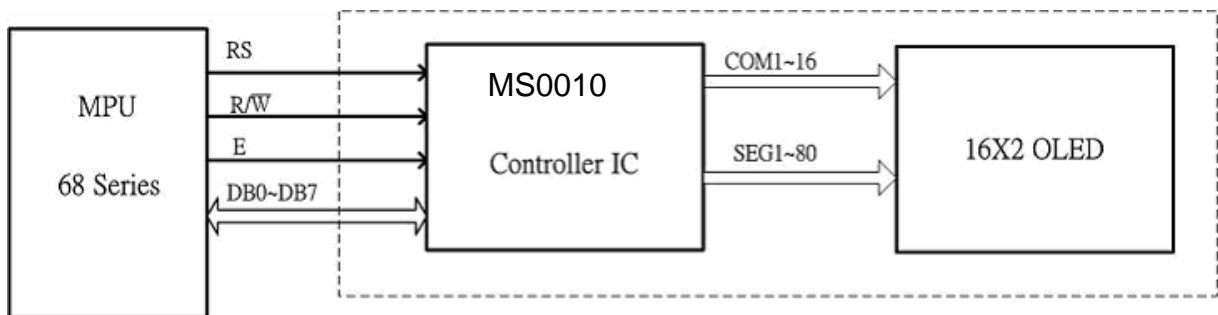 MPU
68 Series
RS
R/W̅
E
DB0~DB7
MS0010
Controller IC
COM1~16
SEG1~80
16X2 OLED